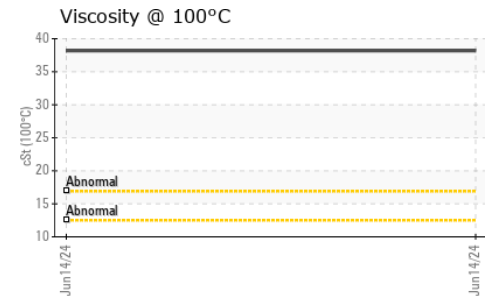 Viscosity @ 100°C
cSt (100°C)
40
35
30
25
20
15
10
Abnormal
Abnormal
Jun14/24
Jun14/24